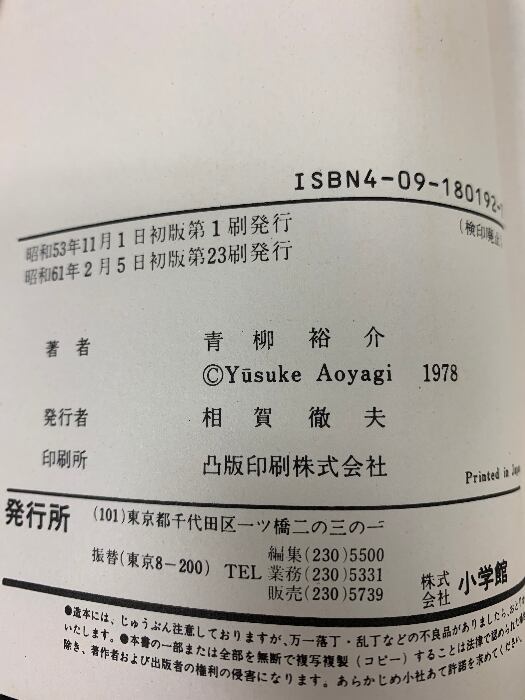 ISBN4-09-180192-
(検印廃止)
昭和53年11月1日初版第1刷発行
昭和61年2月5日初版第23刷発行
著者 青柳裕介
©Yūsuke Aoyagi 1978
発行者 相賀徹夫
印刷所 凸版印刷株式会社
Printed in Japan
発行所 (101)東京都千代田区一ツ橋二の三の一
振替(東京8-200) TEL 編集(230)5500
業務(230)5331
販売(230)5739
株式会社 小学館
●造本には、じゅうぶん注意しておりますが、万一落丁・乱丁などの不良品がありましたら、
いたします。●本書の一部または全部を無断で複写複製(コピー)することは法律で認められた
除き、著作者および出版者の権利の侵害になります。あらかじめ小社あて許諾を求めてください。